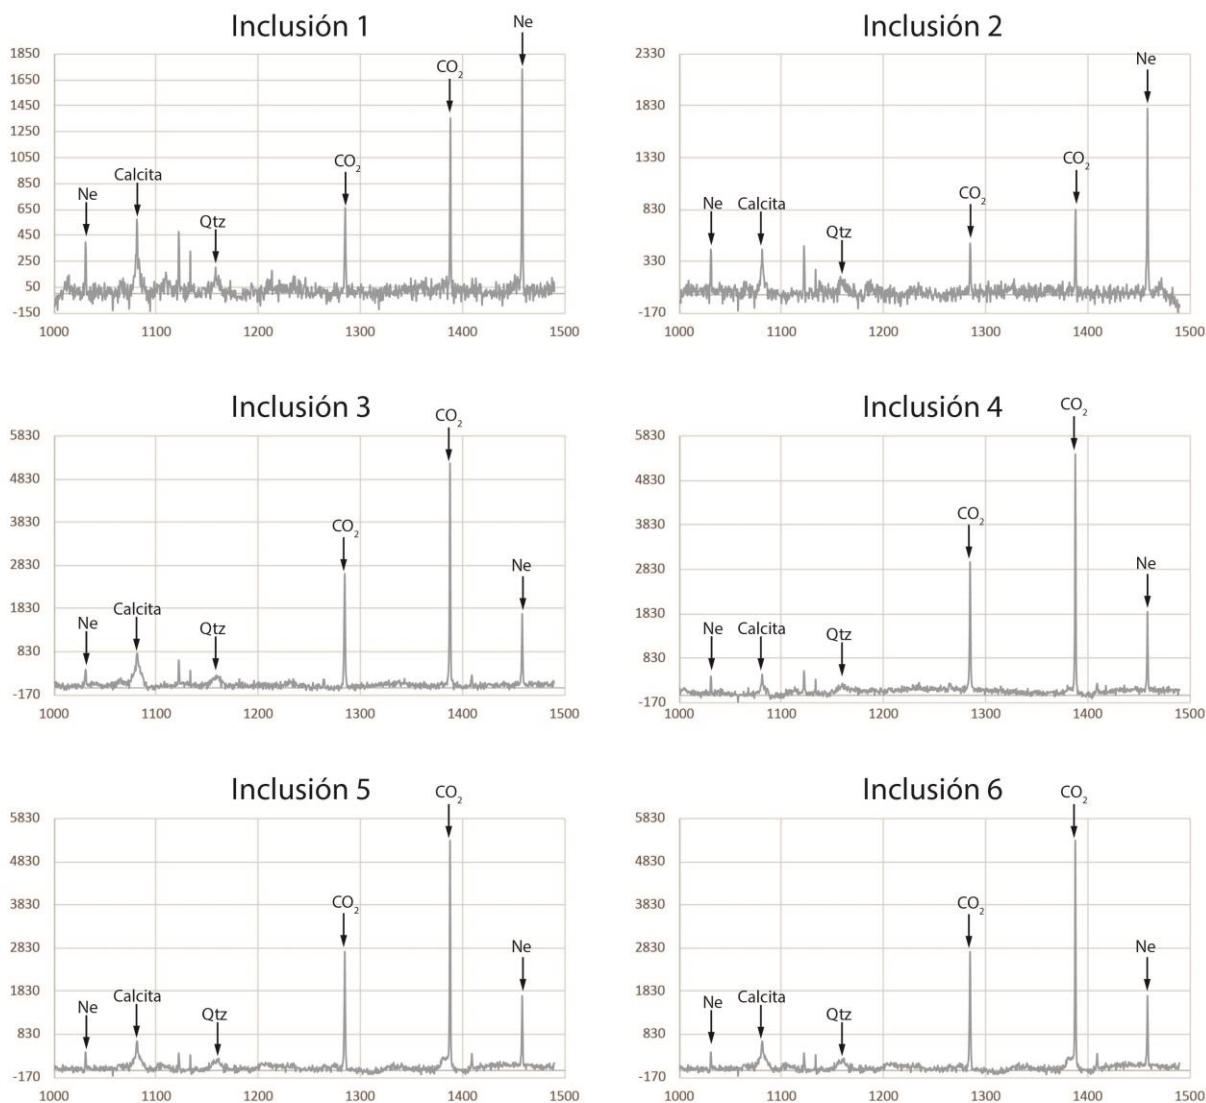 Inclusión 1
Ne
CO2
CO2
Calcita
Ne
Qtz
1850
1650
1450
1250
1050
850
650
450
250
50
-150
1000 1100 1200 1300 1400 1500
Inclusión 2
Ne
CO2
CO2
Ne Calcita
Qtz
2330
1830
1330
830
330
-170
1000 1100 1200 1300 1400 1500
Inclusión 3
CO2
CO2
Ne
Calcita
Ne
Qtz
5830
4830
3830
2830
1830
830
-170
1000 1100 1200 1300 1400 1500
Inclusión 4
CO2
CO2
Ne
Ne Calcita
Qtz
5830
4830
3830
2830
1830
830
-170
1000 1100 1200 1300 1400 1500
Inclusión 5
CO2
CO2
Ne
Calcita
Ne
Qtz
5830
4830
3830
2830
1830
830
-170
1000 1100 1200 1300 1400 1500
Inclusión 6
CO2
CO2
Ne
Ne Calcita
Qtz
5830
4830
3830
2830
1830
830
-170
1000 1100 1200 1300 1400 1500